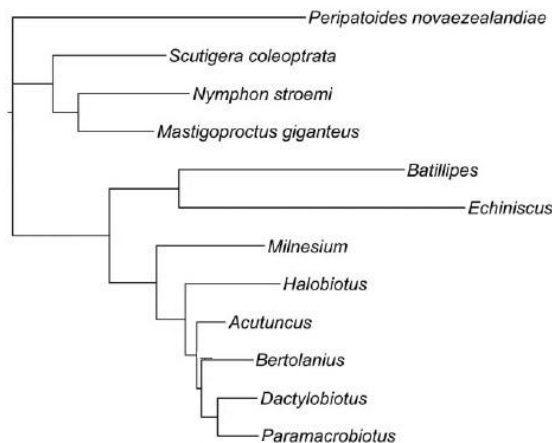 Peripatoides novaezealandiae
Scutigera coleoptrata
Nymphon stroemi
Mastigoproctus giganteus
Batillipes
Echiniscus
Milnesium
Halobiotus
Acutuncus
Bertolanius
Dactylobiotus
Paramacrobiotus